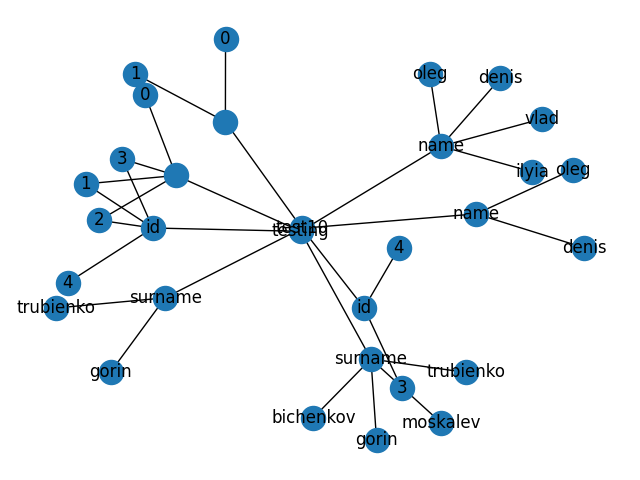 0
1
0
oleg
denis
vlad
name
3
1
ilyia
oleg
2
name
id
testing
4
denis
4
surname
trubienko
id
surname
gorin
trubienko
3
bichenkov
moskalev
gorin